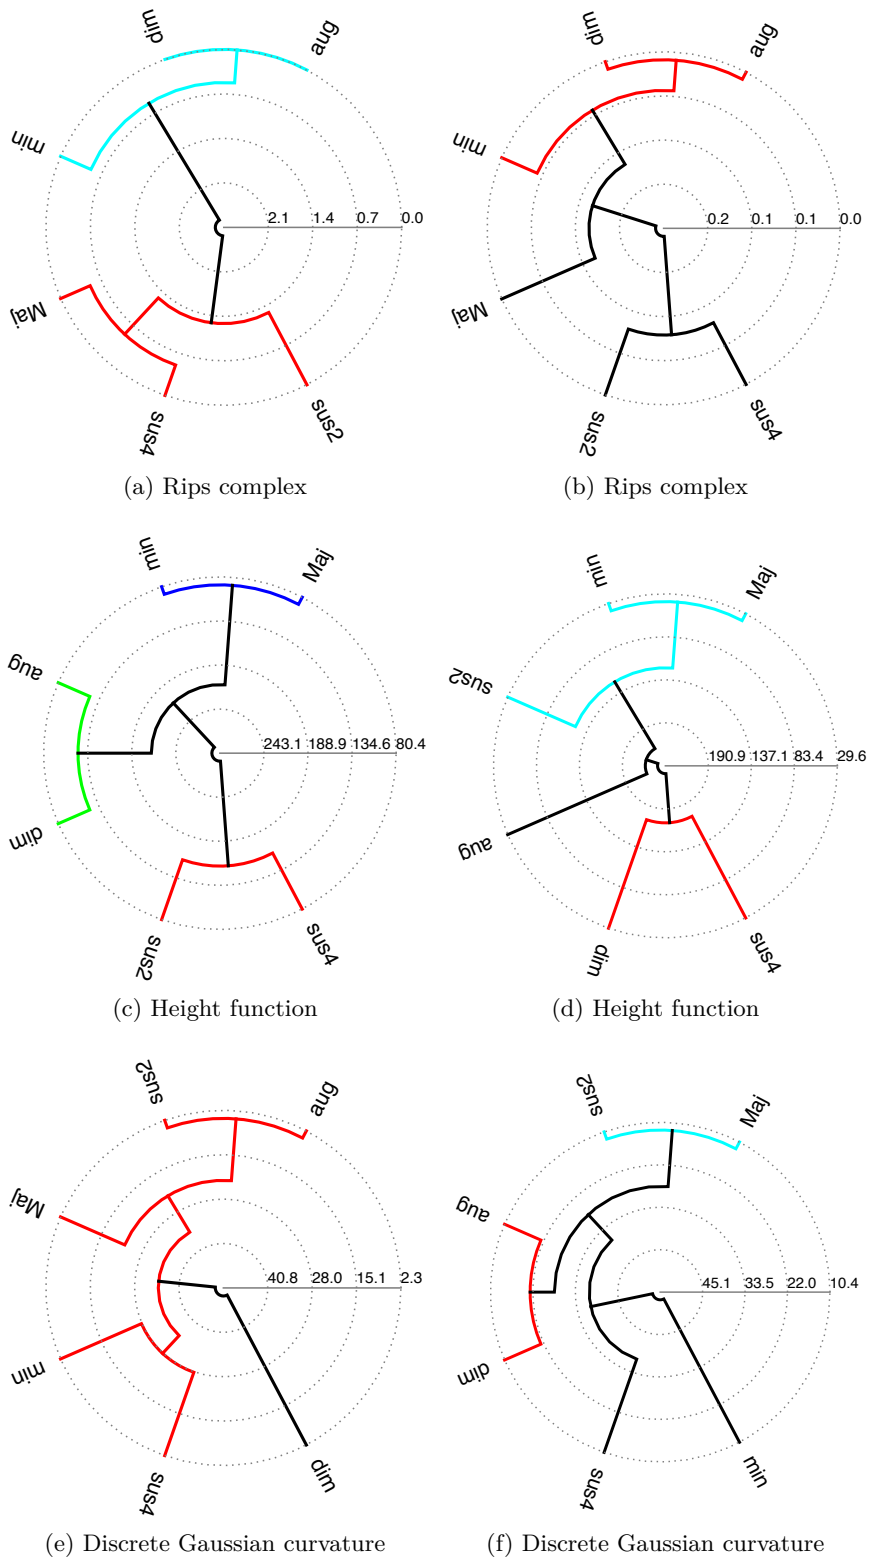 dim
aug
min
2.1 1.4 0.7 0.0
Maj
sus4
sus2
(a) Rips complex
dim
aug
min
0.2 0.1 0.1 0.0
Maj
sus2
sus4
(b) Rips complex
min
Maj
aug
243.1 188.9 134.6 80.4
dim
sus2
sus4
(c) Height function
min
Maj
sus2
190.9 137.1 83.4 29.6
aug
dim
sus4
(d) Height function
sus2
aug
Maj
40.8 28.0 15.1 2.3
min
sus4
dim
(e) Discrete Gaussian curvature
sus2
Maj
aug
45.1 33.5 22.0 10.4
dim
sus4
min
(f) Discrete Gaussian curvature